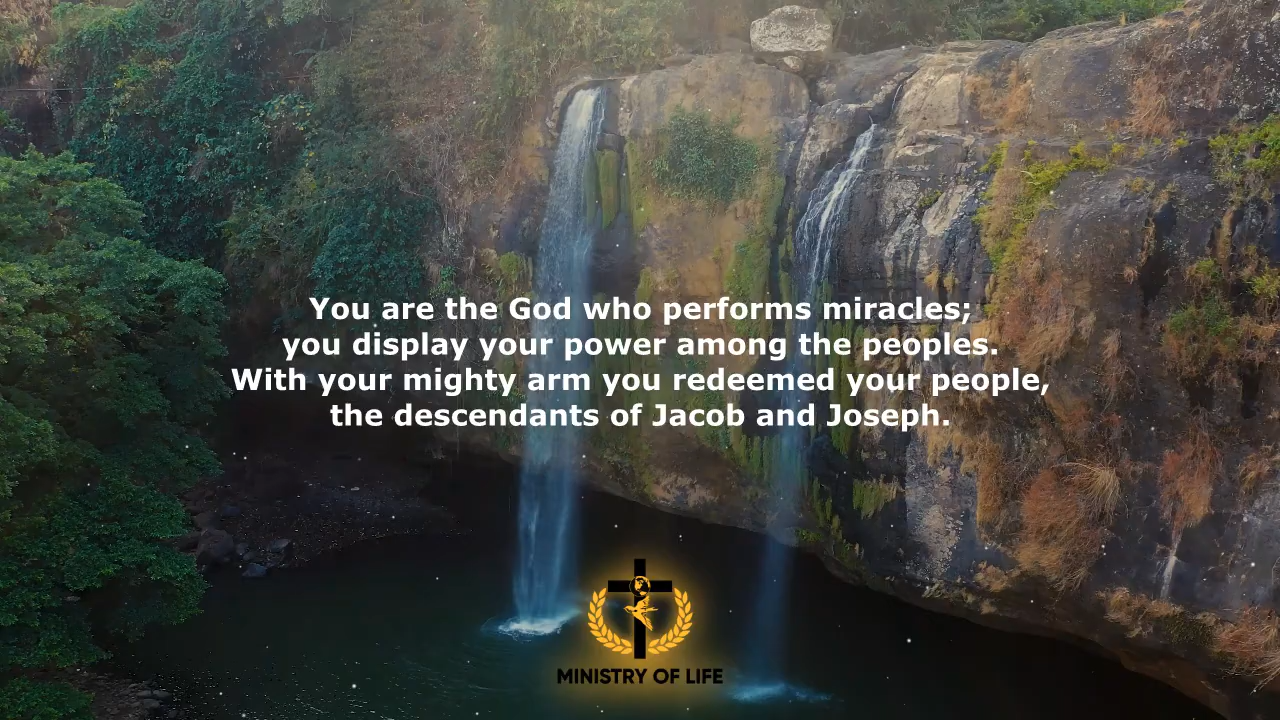 You are the God who performs miracles;
you display your power among the peoples.
With your mighty arm you redeemed your people,
the descendants of Jacob and Joseph.
MINISTRY OF LIFE